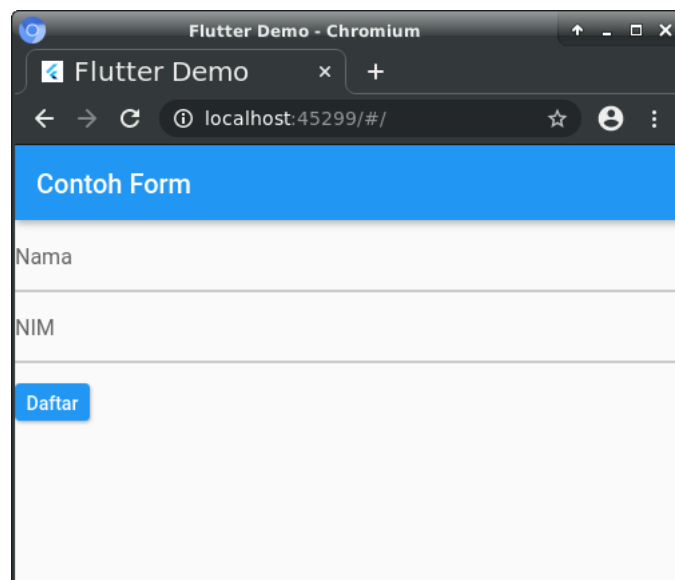 Flutter Demo - Chromium
Flutter Demo
localhost:45299/#/
Contoh Form
Nama
NIM
Daftar